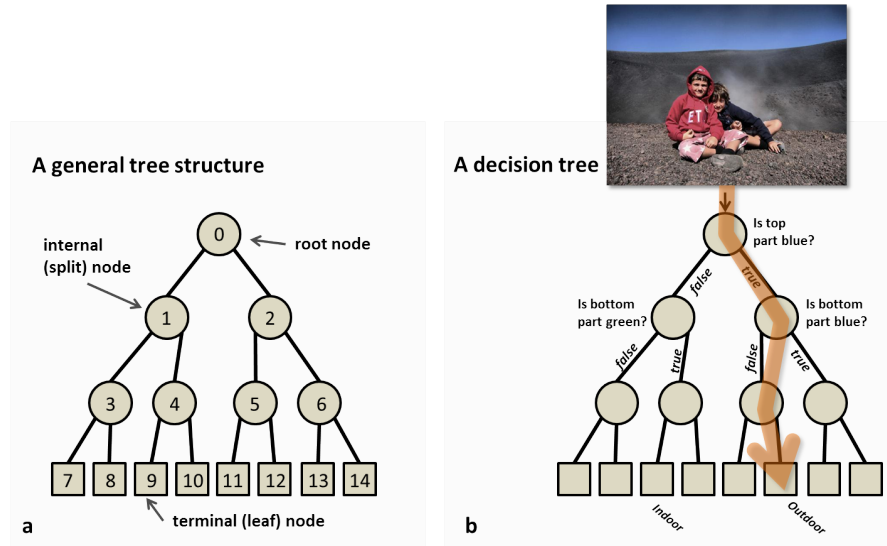 A general tree structure
internal
(split) node
root node
0
1
2
3
4
5
6
7
8
9
10
11
12
13
14
terminal (leaf) node
a
A decision tree
ET
Is top
part blue?
false
true
Is bottom
part green?
Is bottom
part blue?
false
true
false
true
Indoor
Outdoor
b